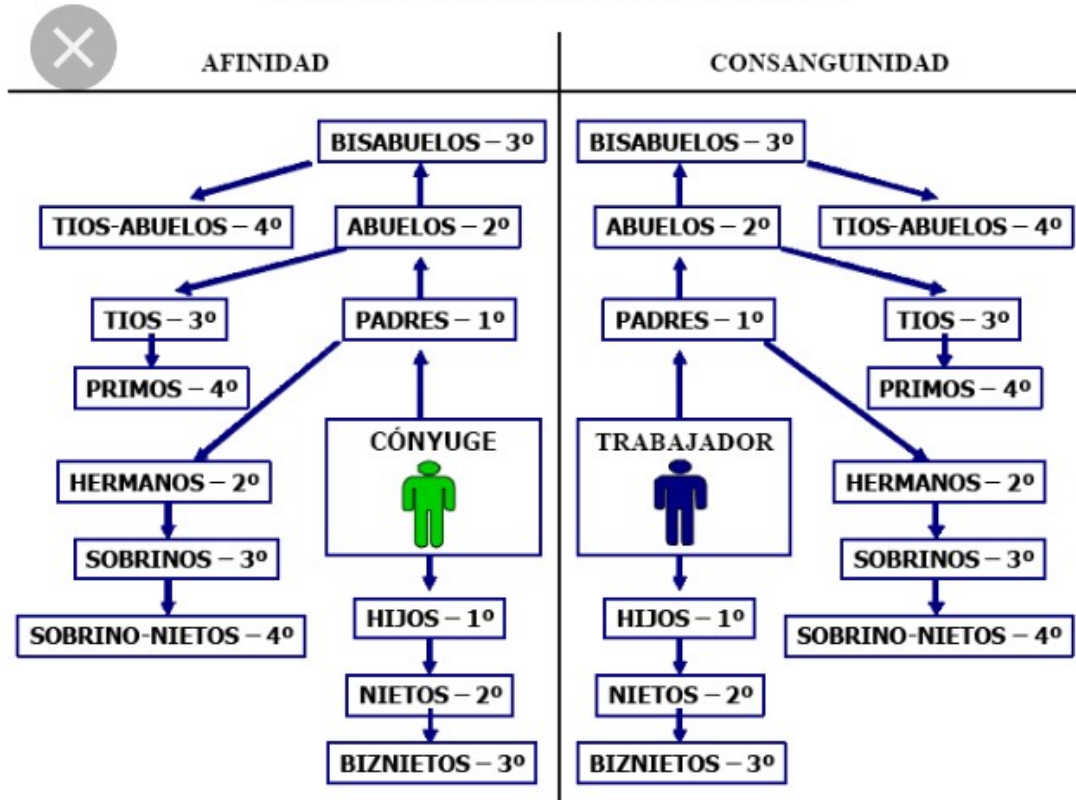 AFINIDAD
CONSANGUINIDAD
BISABUELOS – 3º
BISABUELOS – 3º
TIOS-ABUELOS – 4º
ABUELOS – 2º
ABUELOS – 2º
TIOS-ABUELOS – 4º
TIOS – 3º
PADRES – 1º
PADRES – 1º
TIOS – 3º
PRIMOS – 4º
PRIMOS – 4º
CÓNYUGE
TRABAJADOR
HERMANOS – 2º
HERMANOS – 2º
SOBRINOS – 3º
SOBRINOS – 3º
HIJOS – 1º
HIJOS – 1º
SOBRINO-NIETOS – 4º
SOBRINO-NIETOS – 4º
NIETOS – 2º
NIETOS – 2º
BIZNIETOS – 3º
BIZNIETOS – 3º